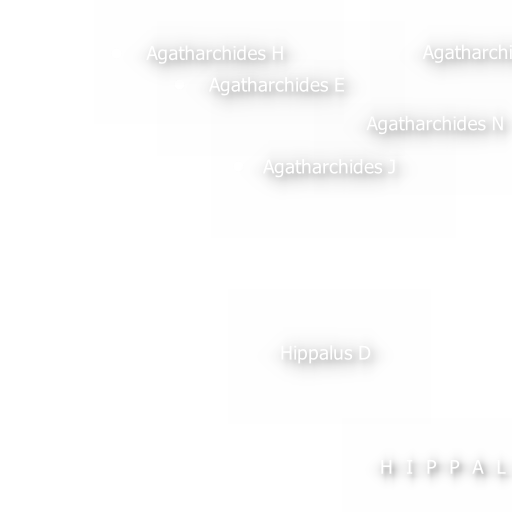 Agatharchides H
Agatharchi
Agatharchides E
Agatharchides N
Agatharchides J
Hippalus D
H I P P A L